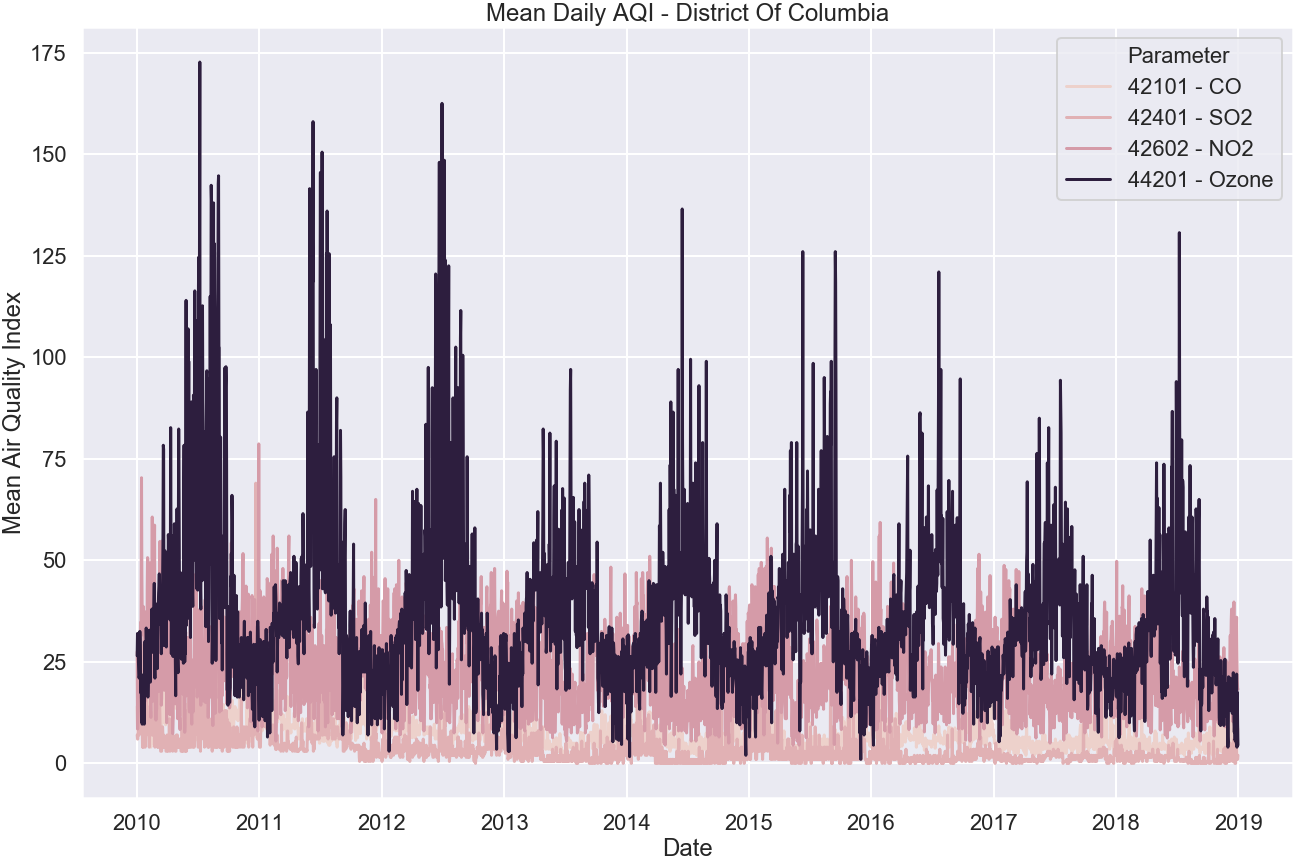 Mean Daily AQI - District Of Columbia
Parameter
42101 - CO
42401 - SO2
42602 - NO2
44201 - Ozone
Mean Air Quality Index
175
150
125
100
75
50
25
0
2010 2011 2012 2013 2014 2015 2016 2017 2018 2019
Date